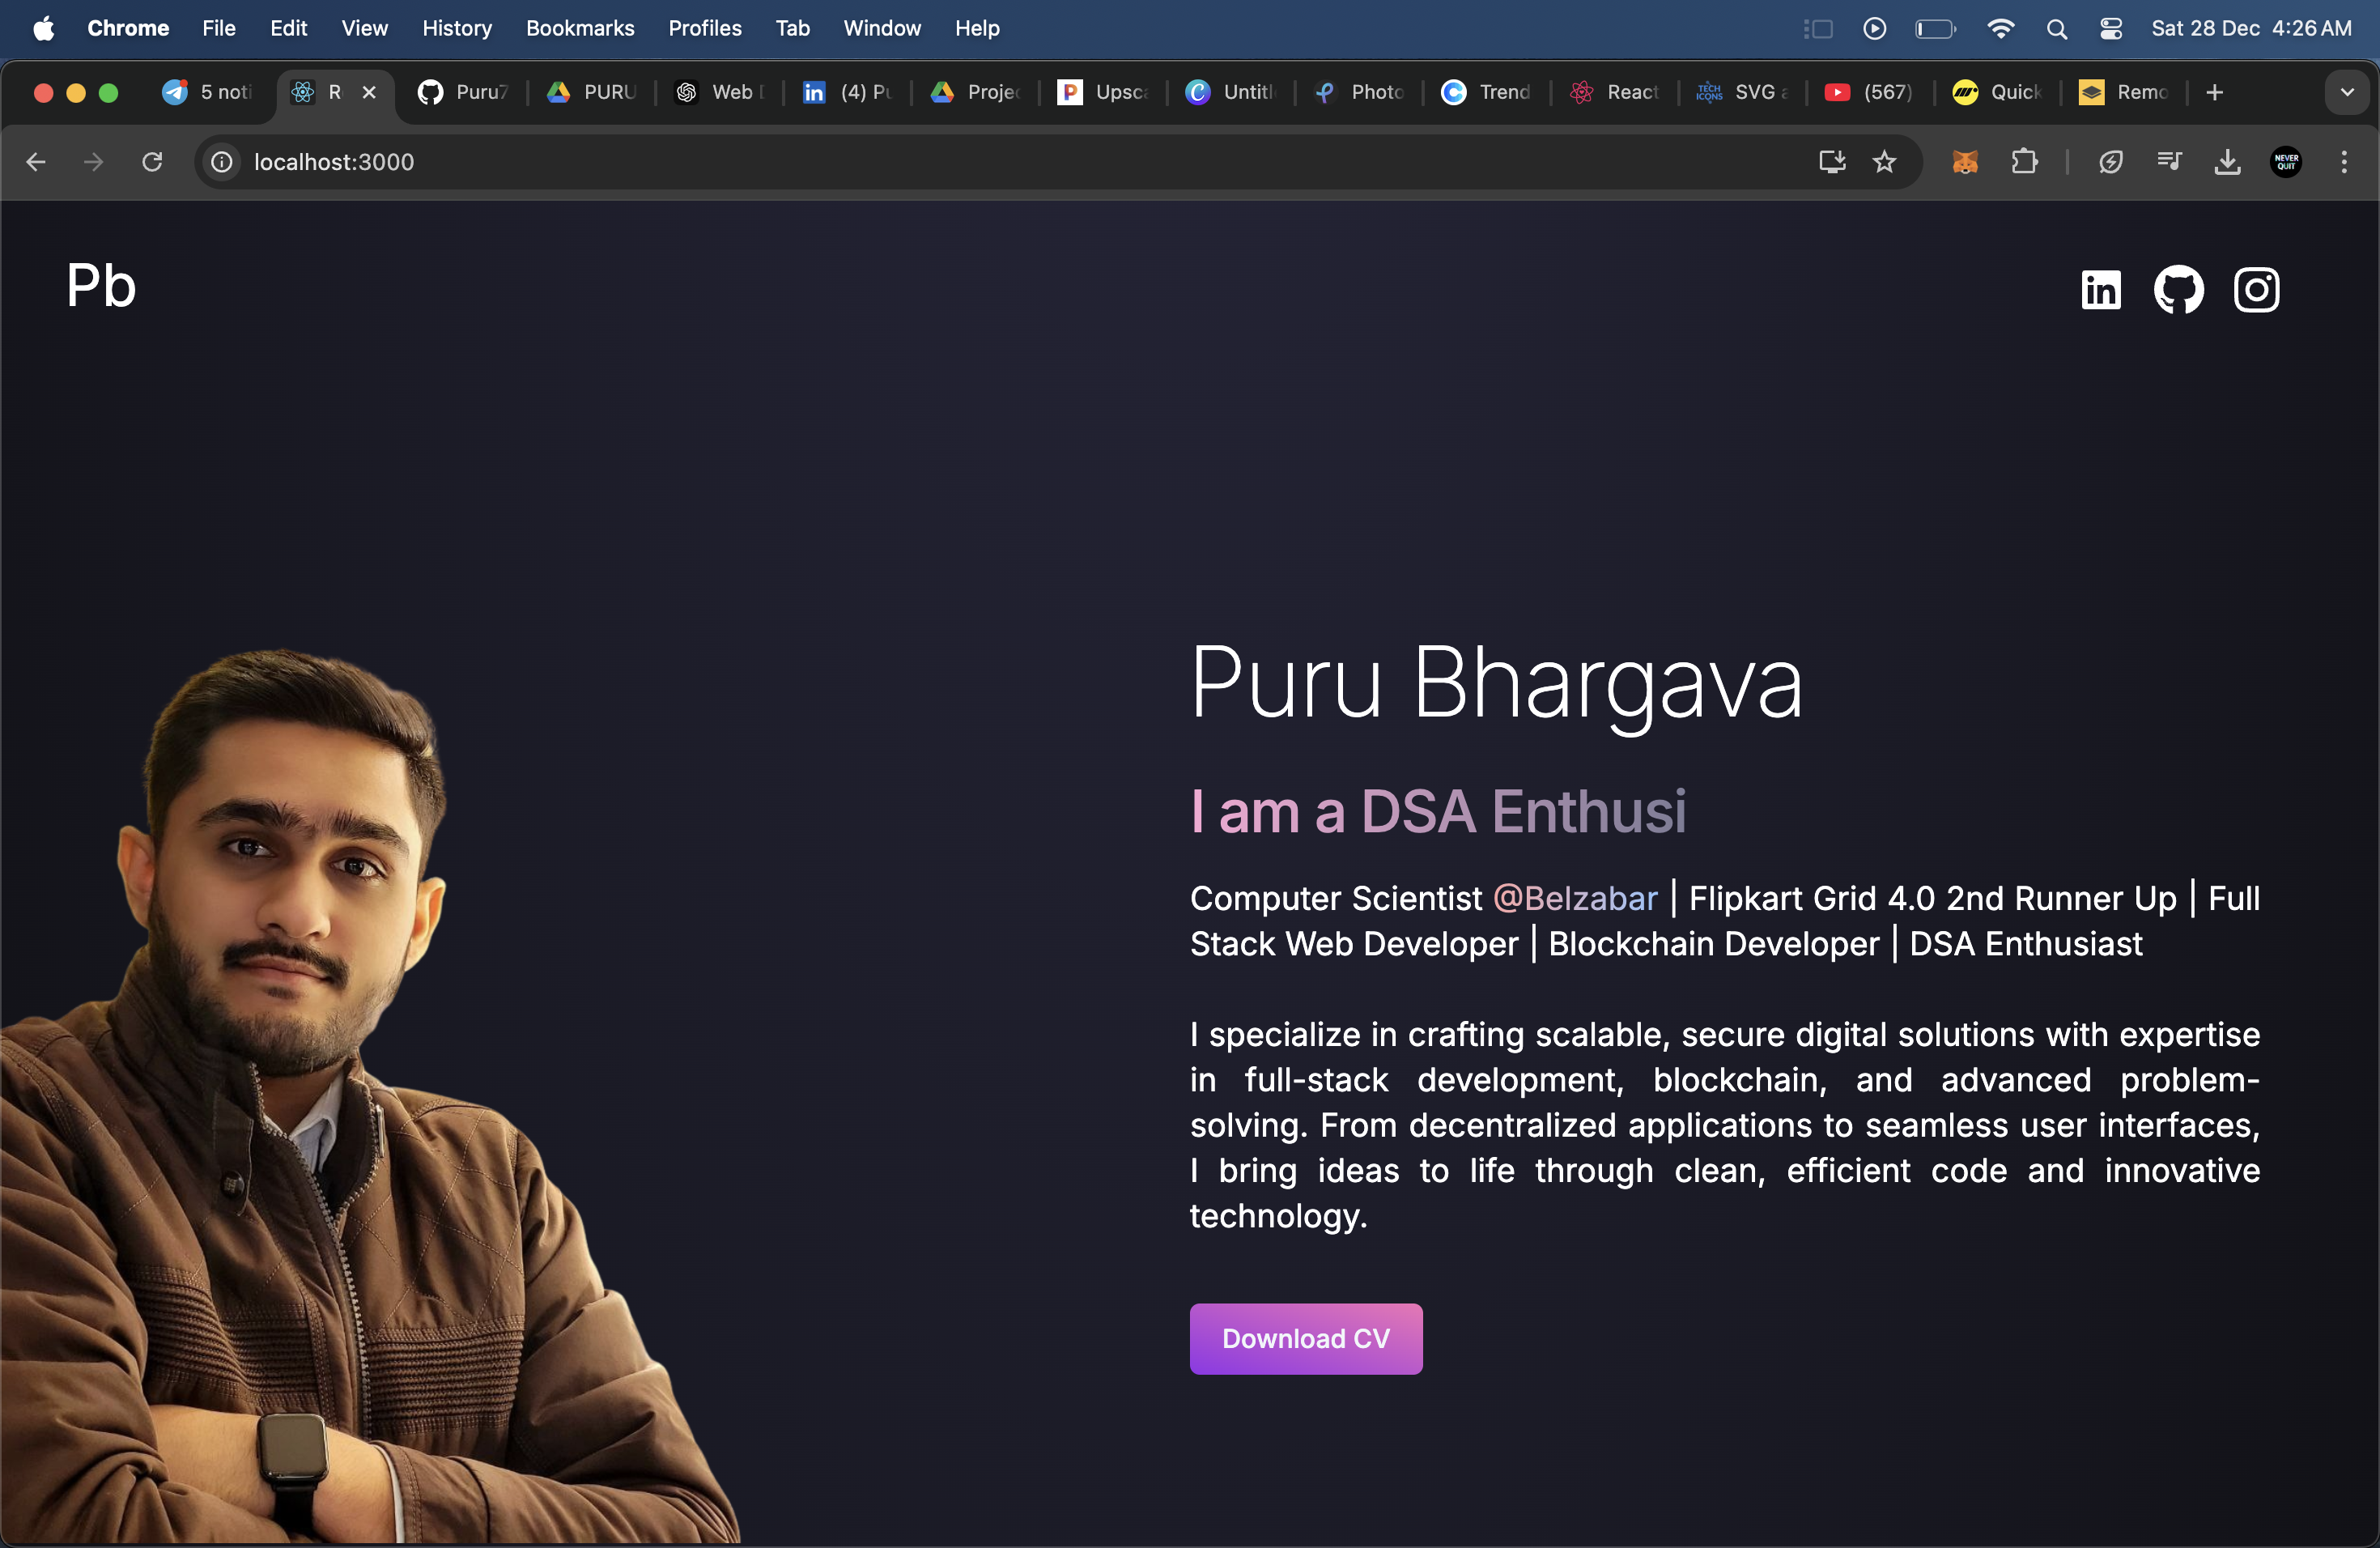 Chrome File Edit View History Bookmarks Profiles Tab Window Help Sat 28 Dec 4:26 AM
5 noti R Puru7 PURU Web D (4) Pu Projec Upsca Untitl Photo Trend React TECH ICONS SVG a (567) Quick Remo
localhost:3000 NEVER QUIT
Pb
Puru Bhargava
I am a DSA Enthusi
Computer Scientist @Belzabar | Flipkart Grid 4.0 2nd Runner Up | Full
Stack Web Developer | Blockchain Developer | DSA Enthusiast
I specialize in crafting scalable, secure digital solutions with expertise
in full-stack development, blockchain, and advanced problem-
solving. From decentralized applications to seamless user interfaces,
I bring ideas to life through clean, efficient code and innovative
technology.
Download CV